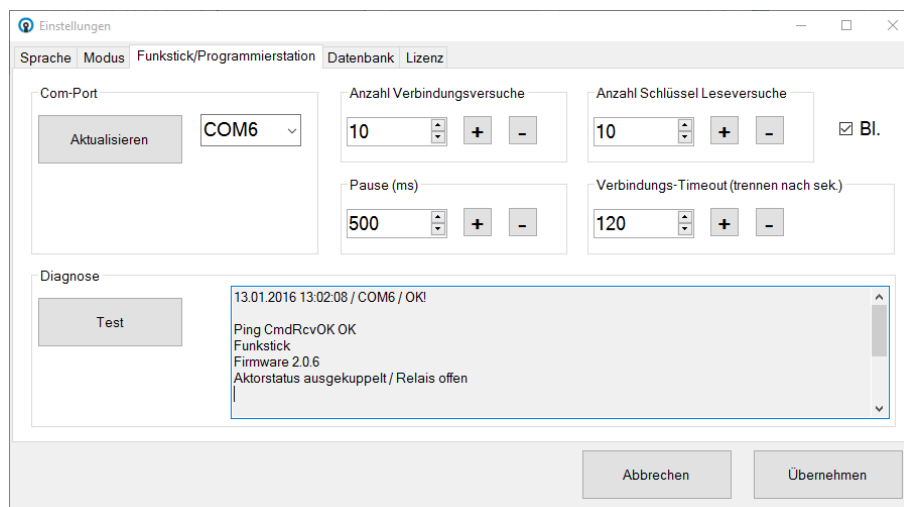 Einstellungen
Sprache Modus Funkstick/Programmierstation Datenbank Lizenz
Com-Port
Aktualisieren
COM6
Anzahl Verbindungsversuche
10
+
-
Anzahl Schlüssel Leseversuche
10
+
-
Bl.
Pause (ms)
500
+
-
Verbindungs-Timeout (trennen nach sek.)
120
+
-
Diagnose
Test
13.01.2016 13:02:08 / COM6 / OK!
Ping CmdRcvOK OK
Funkstick
Firmware 2.0.6
Aktorstatus ausgekuppelt / Relais offen
Abbrechen
Übernehmen